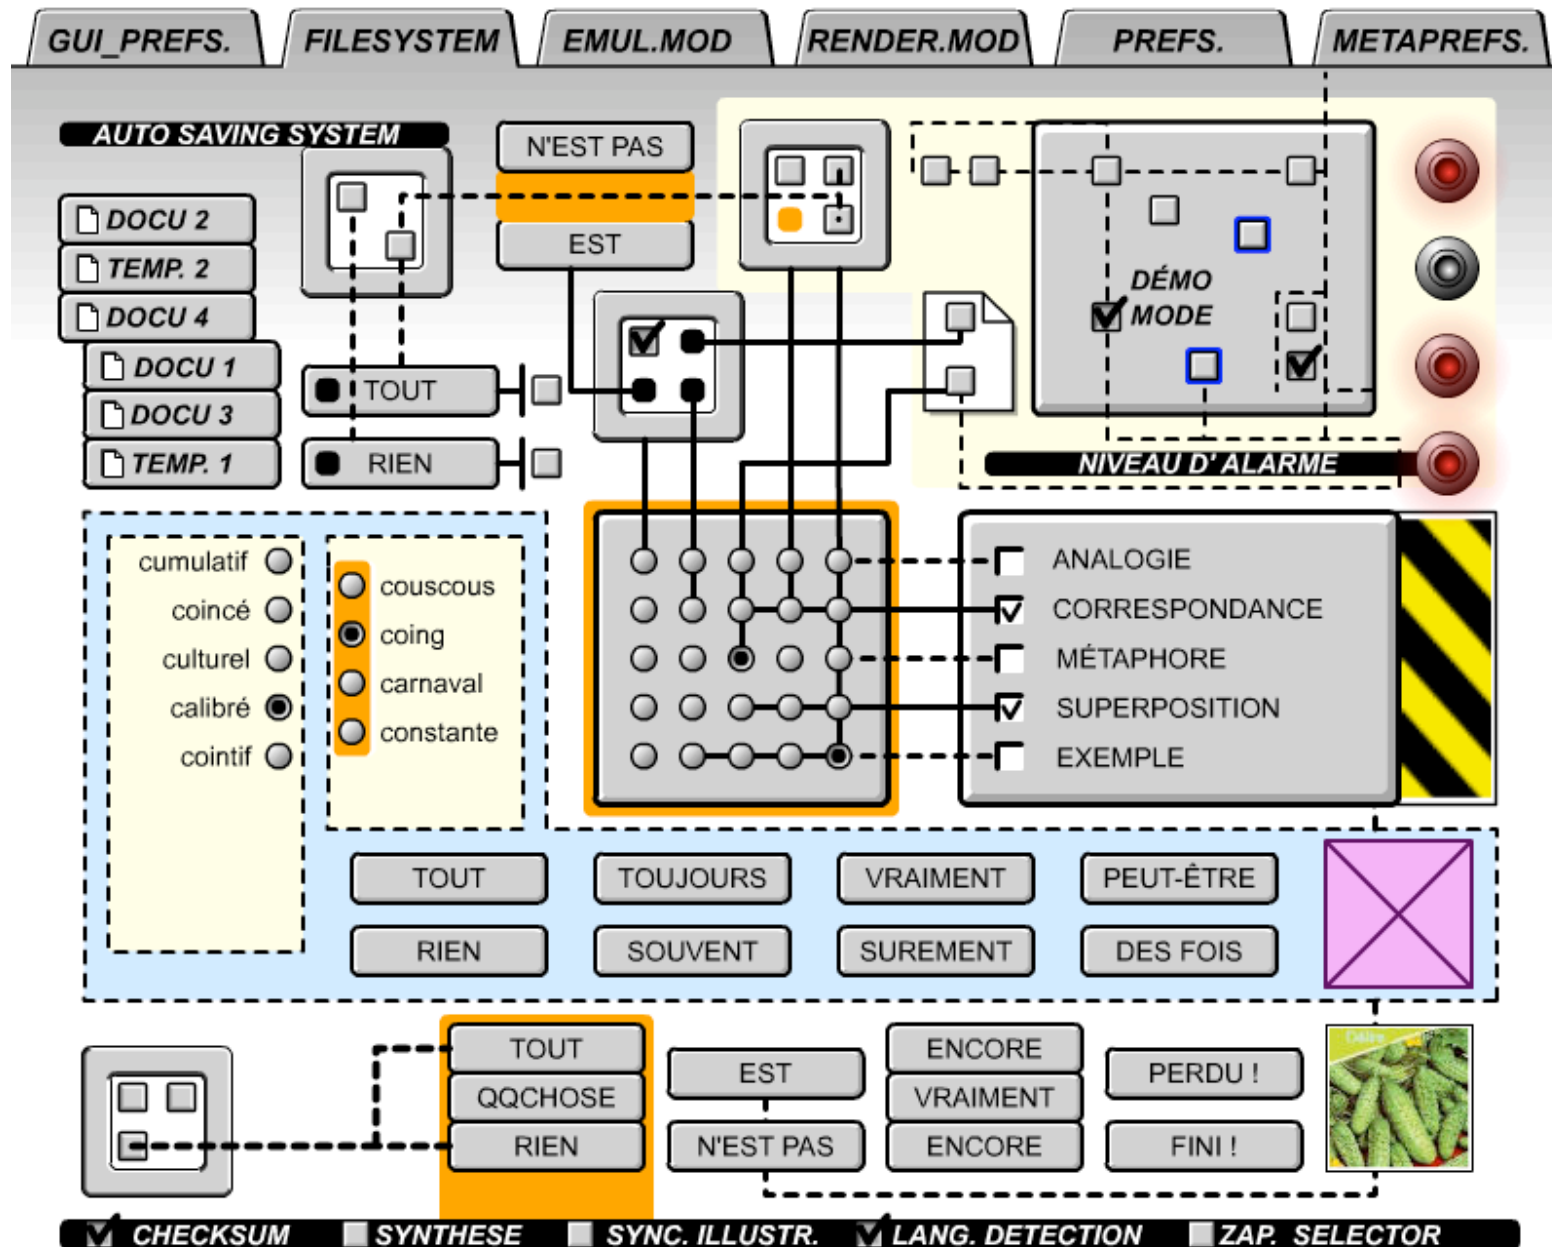 GUI_PREFS.
FILESYSTEM
EMUL.MOD
RENDER.MOD
PREFS.
METAPREFS.
AUTO SAVING SYSTEM
N'EST PAS
EST
DOCU 2
TEMP. 2
DOCU 4
DOCU 1
DOCU 3
TEMP. 1
TOUT
RIEN
DÉMO
MODE
NIVEAU D' ALARME
cumulatif
coincé
culturel
calibré
cointif
couscous
coing
carnaval
constante
ANALOGIE
CORRESPONDANCE
MÉTAPHORE
SUPERPOSITION
EXEMPLE
TOUT
TOUJOURS
VRAIMENT
PEUT-ÊTRE
RIEN
SOUVENT
SUREMENT
DES FOIS
TOUT
QQCHOSE
RIEN
EST
N'EST PAS
ENCORE
VRAIMENT
ENCORE
PERDU !
FINI !
CHECKSUM
SYNTHESE
SYNC. ILLUSTR.
LANG. DETECTION
ZAP. SELECTOR